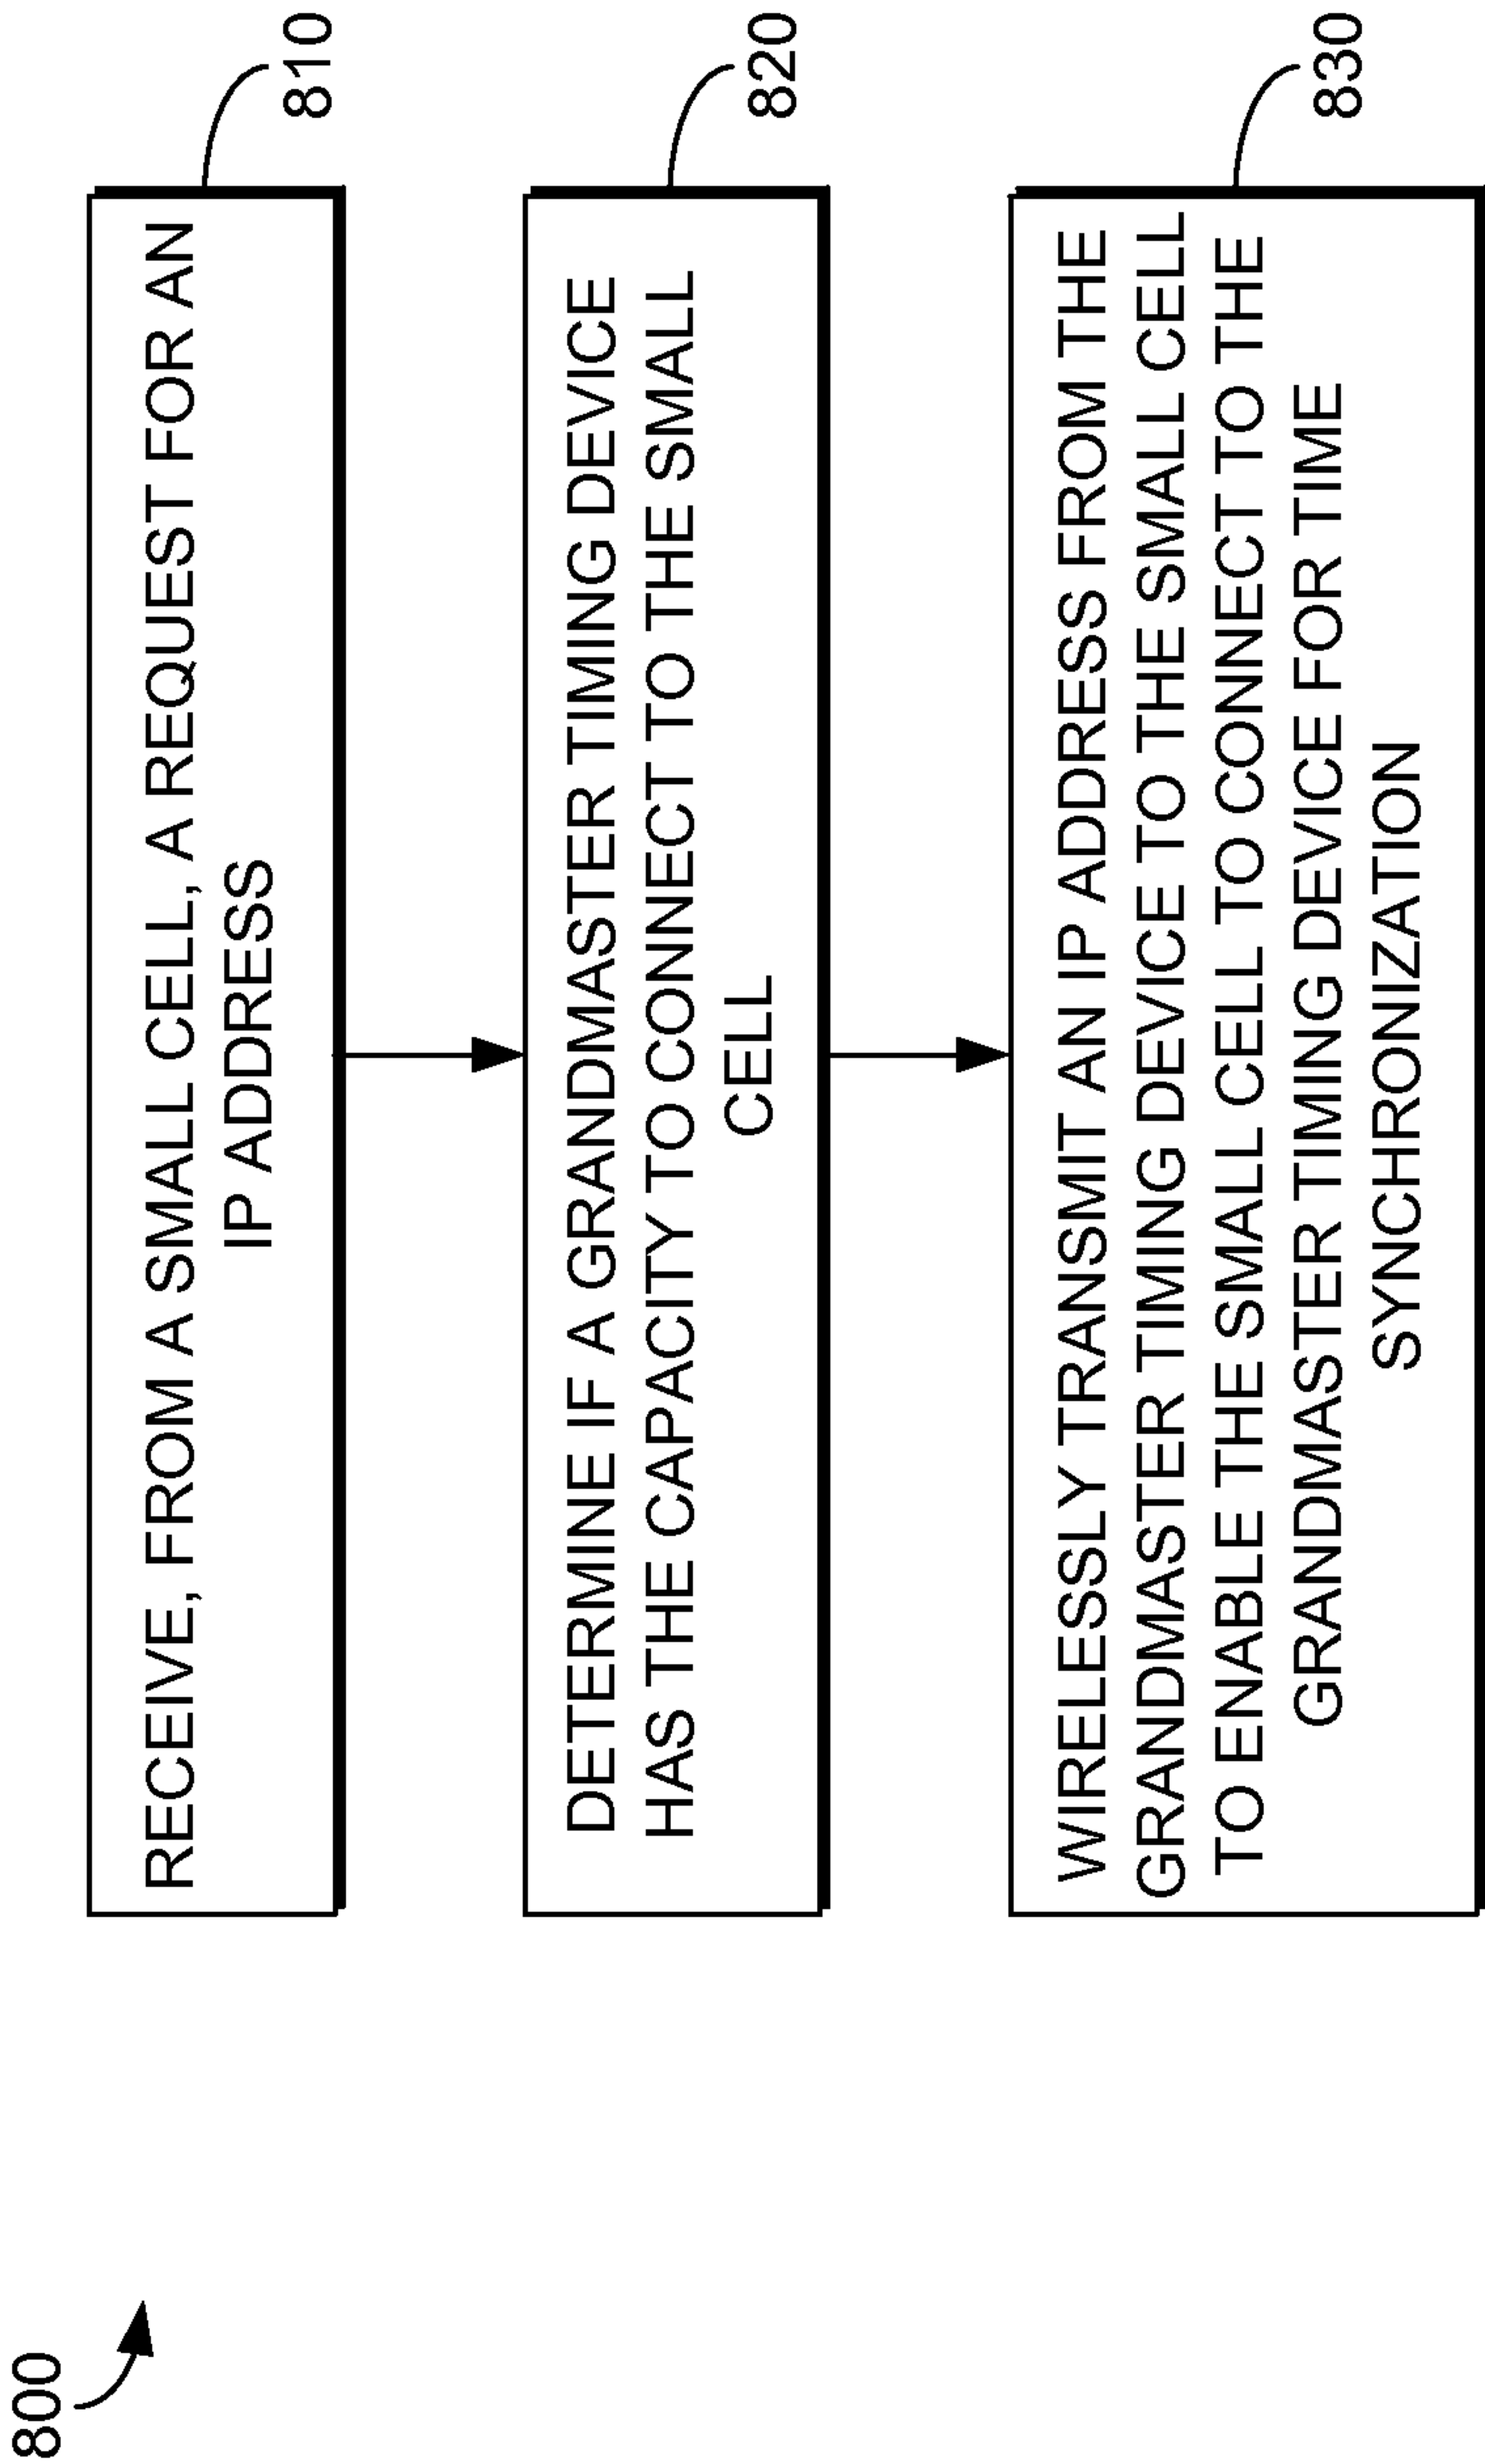 800
RECEIVE, FROM A SMALL CELL, A REQUEST FOR AN
IP ADDRESS
810
DETERMINE IF A GRANDMASTER TIMING DEVICE
HAS THE CAPACITY TO CONNECT TO THE SMALL
CELL
820
WIRELESSLY TRANSMIT AN IP ADDRESS FROM THE
GRANDMASTER TIMING DEVICE TO THE SMALL CELL
TO ENABLE THE SMALL CELL TO CONNECT TO THE
GRANDMASTER TIMING DEVICE FOR TIME
SYNCHRONIZATION
830